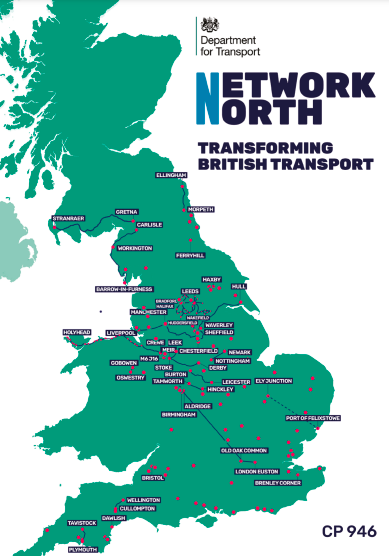 Department
for Transport
NETWORK
NORTH
TRANSFORMING
BRITISH TRANSPORT
ELLINGHAM
MORPETH
STRANRAER
GRETNA
CARLISLE
WORKINGTON
FERRYHILL
BARROW-IN-FURNESS
HAXBY
HULL
LEEDS
BRADFORD
HALIFAX
WAKEFIELD
MANCHESTER
HUDDERSFIELD
WAVERLEY
HOLYHEAD
LIVERPOOL
SHEFFIELD
CREWE
LEEK
M6 J16
MEIR
CHESTERFIELD
NEWARK
GOBOWEN
NOTTINGHAM
STOKE
DERBY
OSWESTRY
BURTON
TAMWORTH
LEICESTER
ELY JUNCTION
HINCKLEY
ALDRIDGE
BIRMINGHAM
PORT OF FELIXSTOWE
OLD OAK COMMON
LONDON EUSTON
BRISTOL
BRENLEY CORNER
WELLINGTON
CULLOMPTON
DAWLISH
TAVISTOCK
PLYMOUTH
CP 946